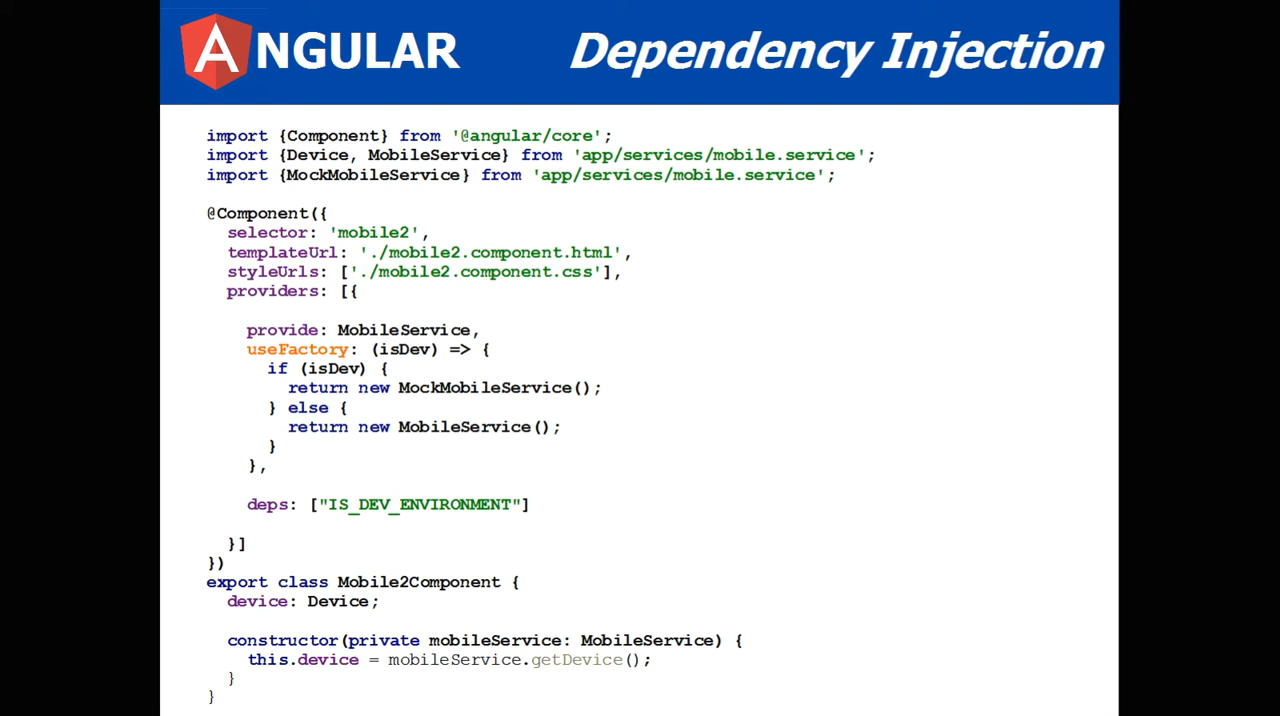 ANGULAR
Dependency Injection
import {Component} from '@angular/core';
import {Device, MobileService} from 'app/services/mobile.service';
import {MockMobileService} from 'app/services/mobile.service';
@Component({
  selector: 'mobile2',
  templateUrl: './mobile2.component.html',
  styleUrls: ['./mobile2.component.css'],
  providers: [{
    provide: MobileService,
    useFactory: (isDev) => {
      if (isDev) {
        return new MockMobileService();
      } else {
        return new MobileService();
      }
    },
    deps: ["IS_DEV_ENVIRONMENT"]
  }]
})
export class Mobile2Component {
  device: Device;
  constructor(private mobileService: MobileService) {
    this.device = mobileService.getDevice();
  }
}